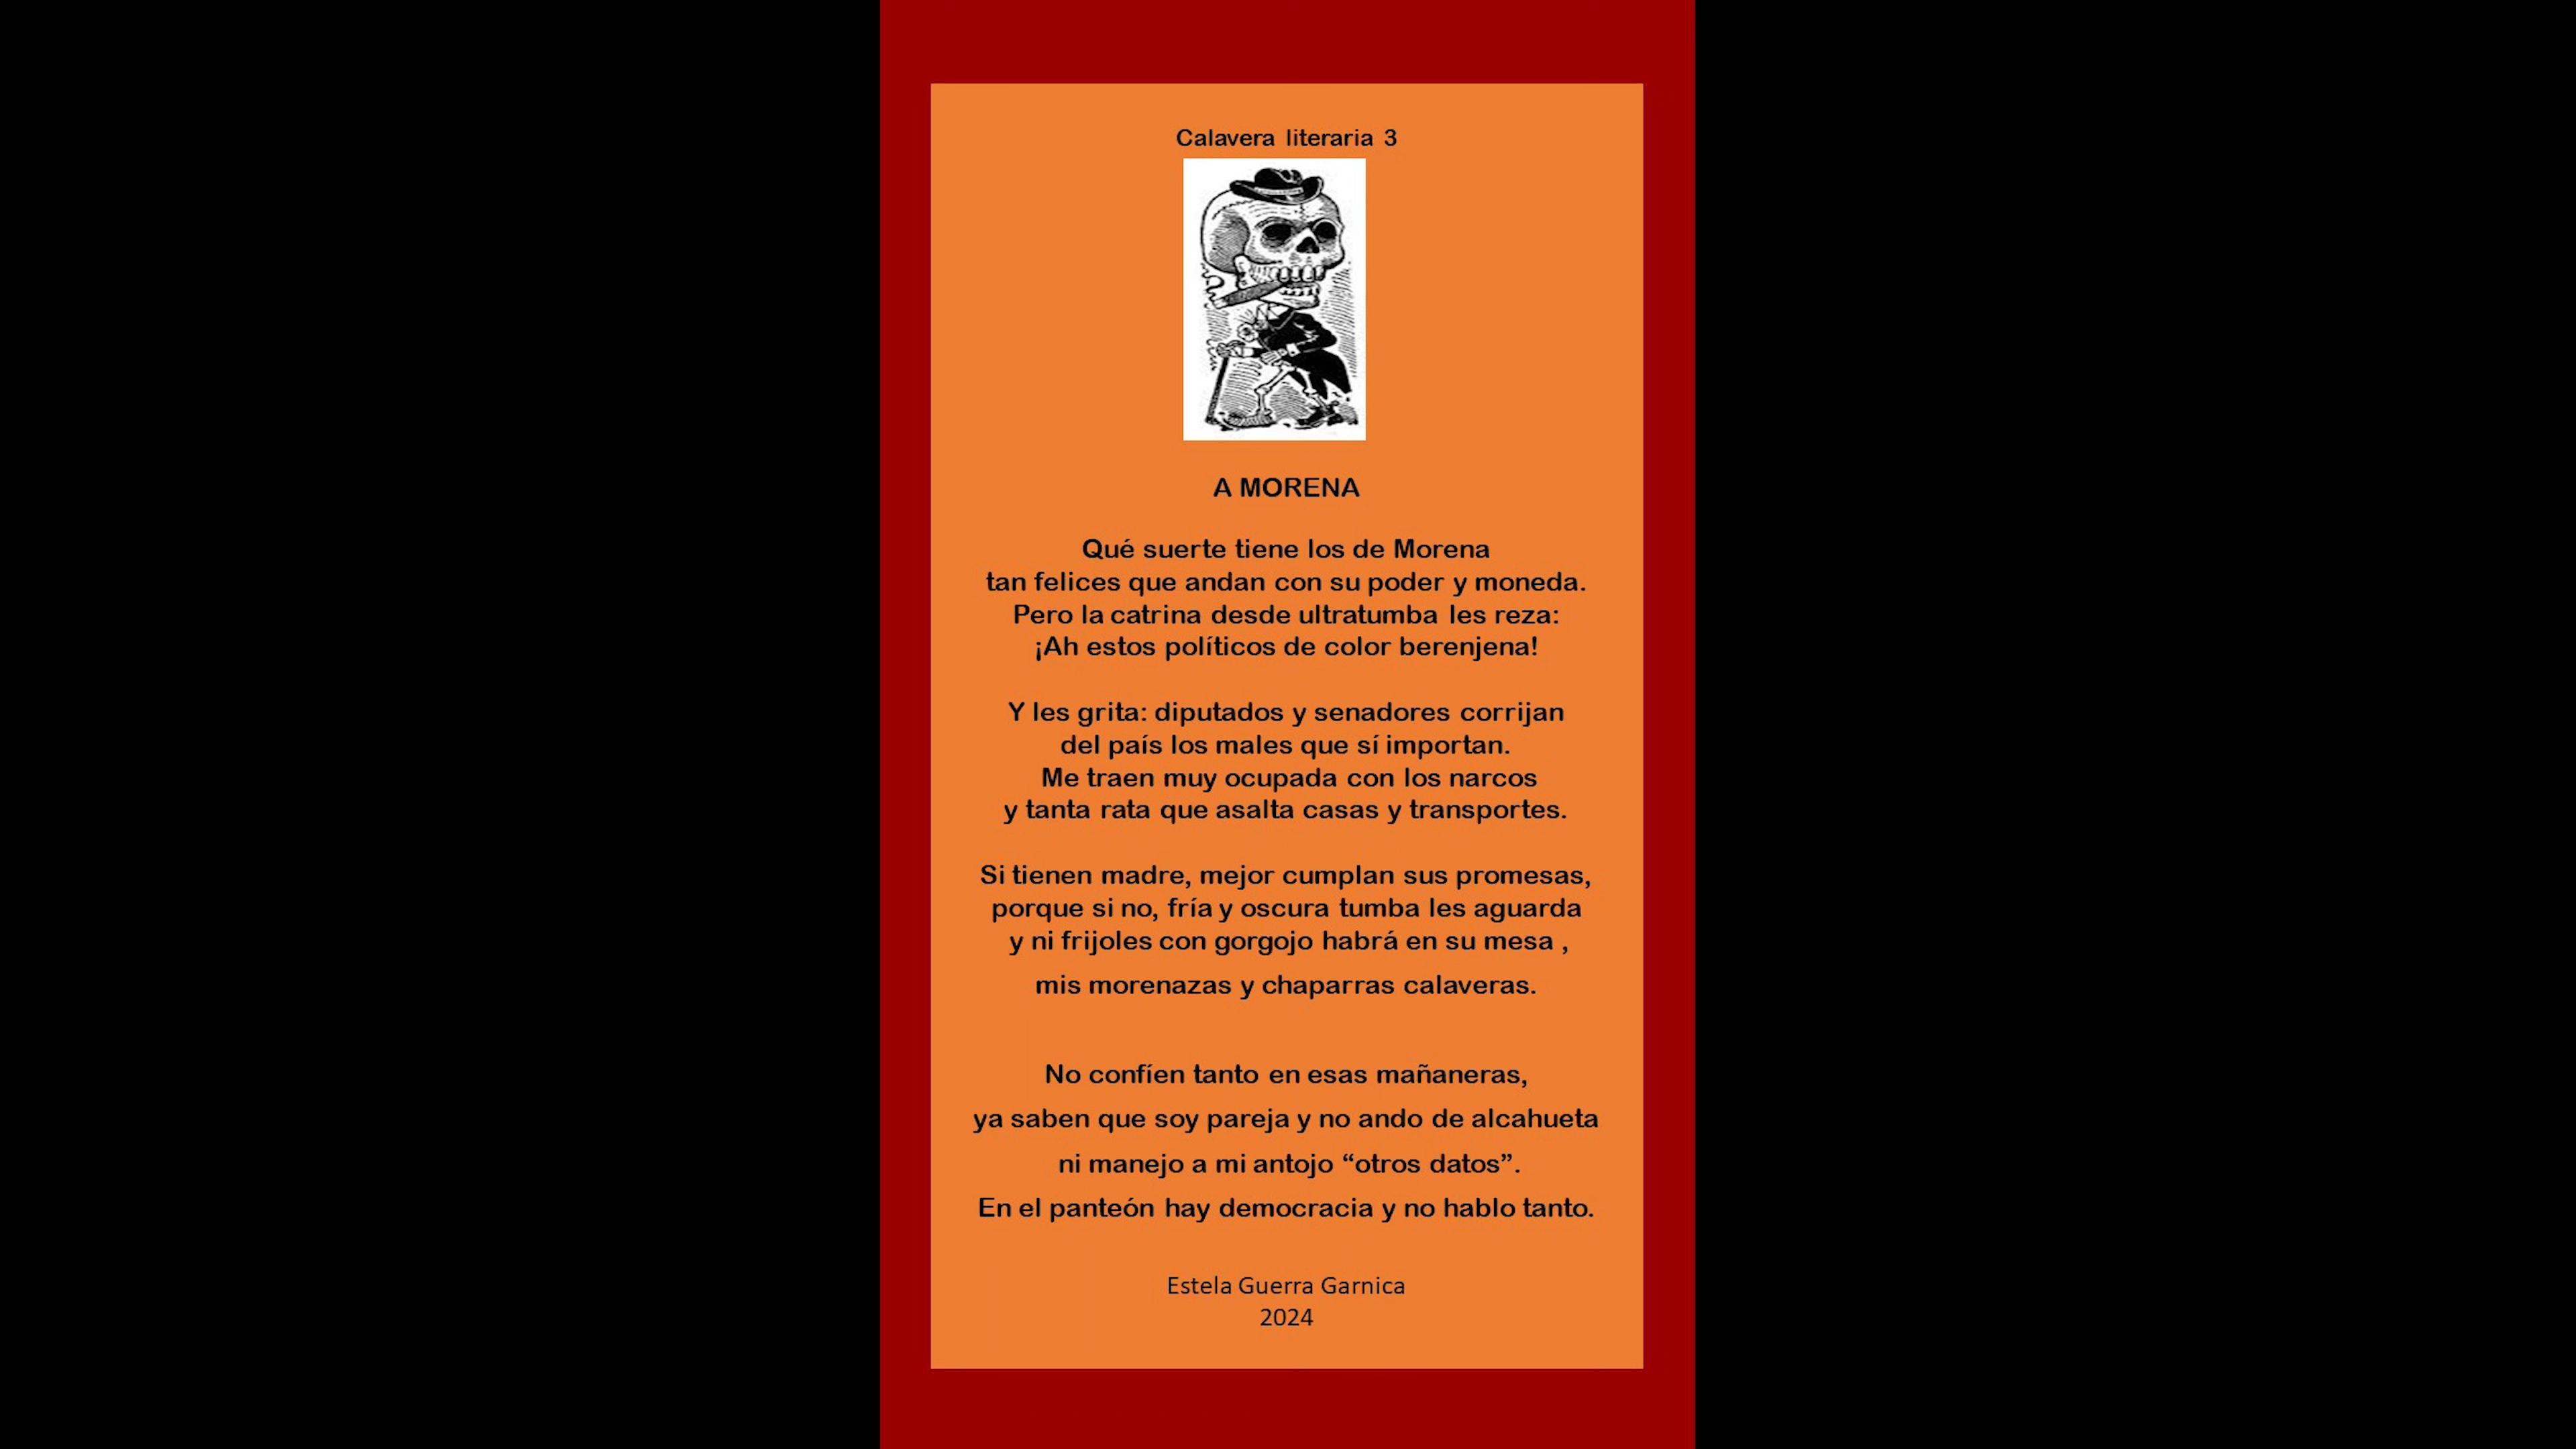 Calavera literaria 3
A MORENA
Qué suerte tiene los de Morena
tan felices que andan con su poder y moneda.
Pero la catrina desde ultratumba les reza:
¡Ah estos políticos de color berenjena!
Y les grita: diputados y senadores corrijan
del país los males que sí importan.
Me traen muy ocupada con los narcos
y tanta rata que asalta casas y transportes.
Si tienen madre, mejor cumplan sus promesas,
porque si no, fría y oscura tumba les aguarda
y ni frijoles con gorgojo habrá en su mesa ,
mis morenazas y chaparras calaveras.
No confíen tanto en esas mañaneras,
ya saben que soy pareja y no ando de alcahueta
ni manejo a mi antojo “otros datos”.
En el panteón hay democracia y no hablo tanto.
Estela Guerra Garnica
2024